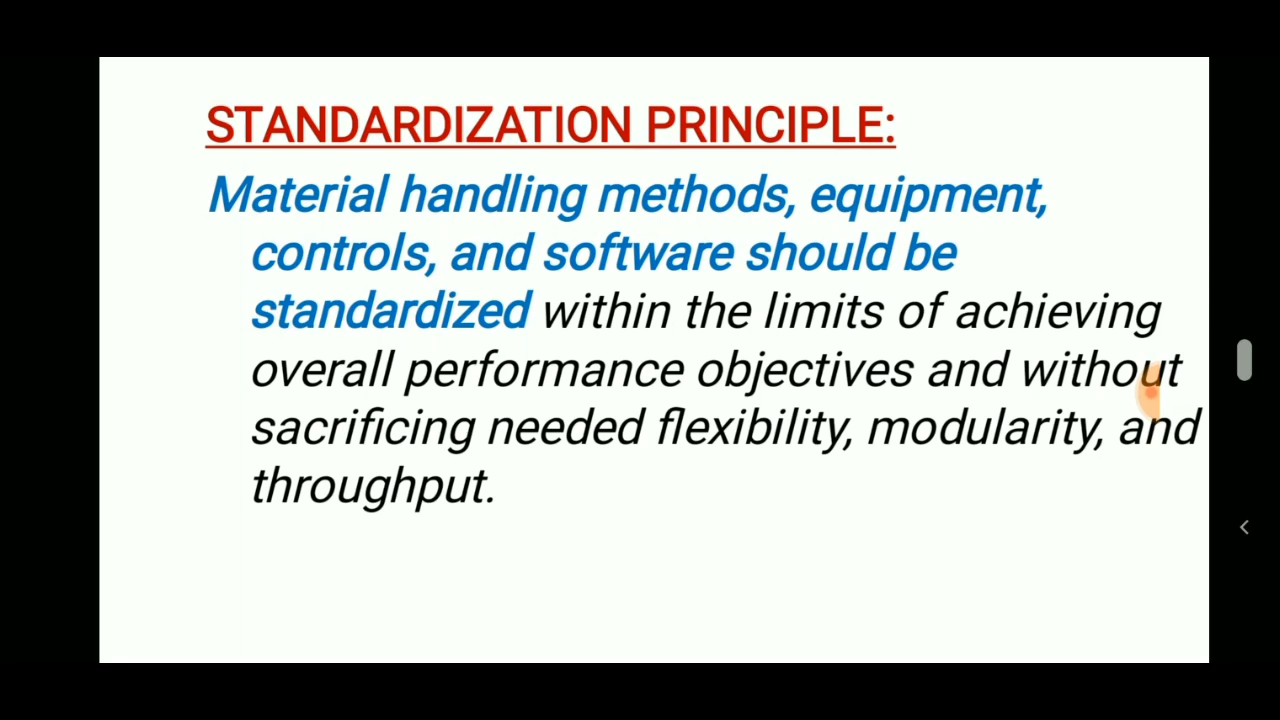 STANDARDIZATION PRINCIPLE:
Material handling methods, equipment,
controls, and software should be
standardized within the limits of achieving
overall performance objectives and without
sacrificing needed flexibility, modularity, and
throughput.